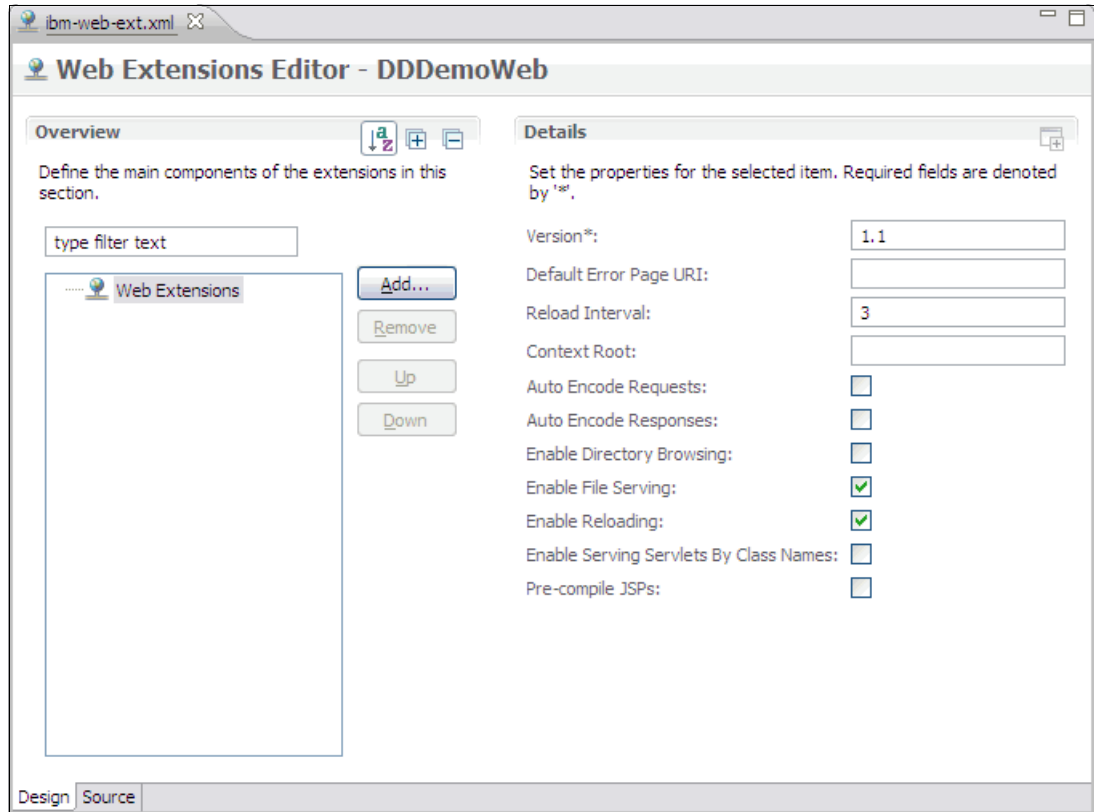 ibm-web-ext.xml
Web Extensions Editor - DDDemoWeb
Overview
Define the main components of the extensions in this
section.
type filter text
Web Extensions
Add...
Remove
Up
Down
Details
Set the properties for the selected item. Required fields are denoted
by '*'.
Version*: 1.1
Default Error Page URI:
Reload Interval: 3
Context Root:
Auto Encode Requests:
Auto Encode Responses:
Enable Directory Browsing:
Enable File Serving:
Enable Reloading:
Enable Serving Servlets By Class Names:
Pre-compile JSPs:
Design Source